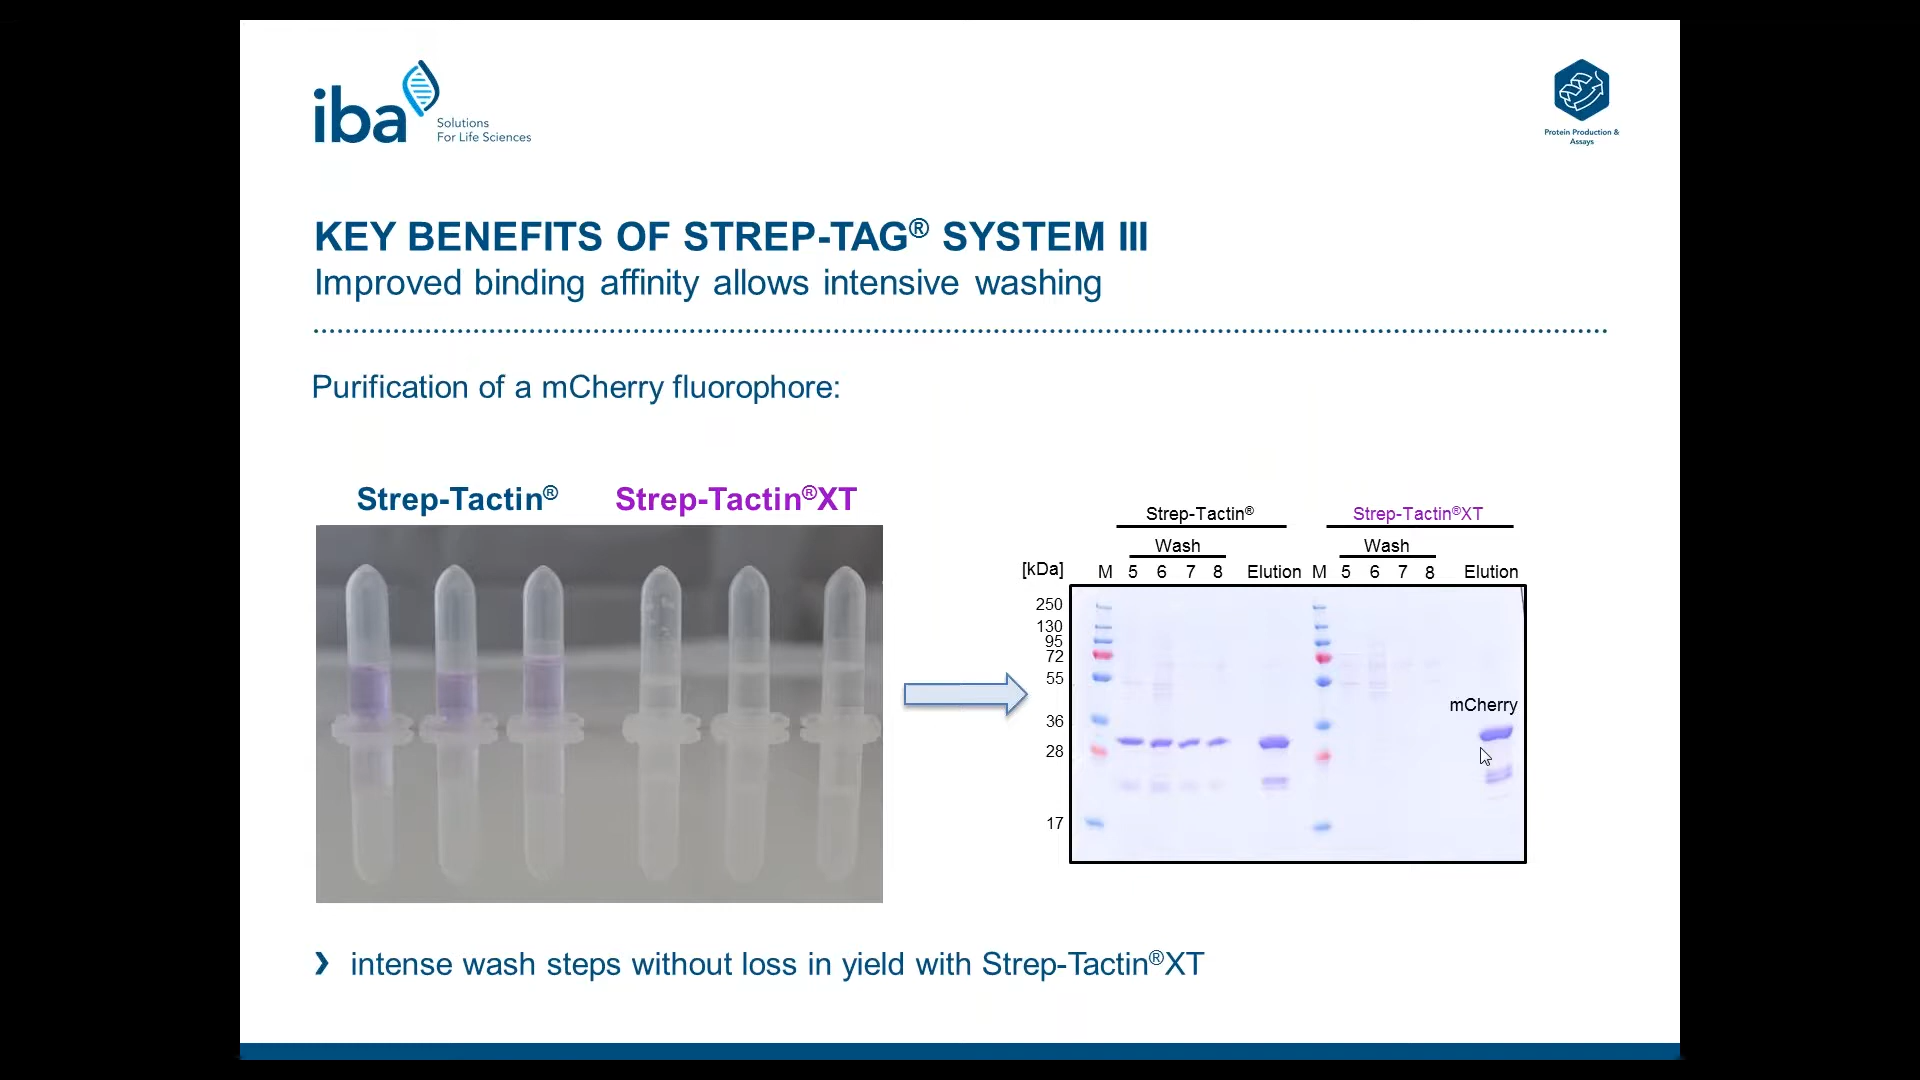 iba
Solutions
For Life Sciences
Protein Production &
Assays
KEY BENEFITS OF STREP-TAG® SYSTEM III
Improved binding affinity allows intensive washing
Purification of a mCherry fluorophore:
Strep-Tactin® Strep-Tactin®XT
Strep-Tactin® Strep-Tactin®XT
Wash Wash
[kDa] M 5 6 7 8 Elution M 5 6 7 8 Elution
250
130
95
72
55
mCherry
36
28
17
❯ intense wash steps without loss in yield with Strep-Tactin®XT